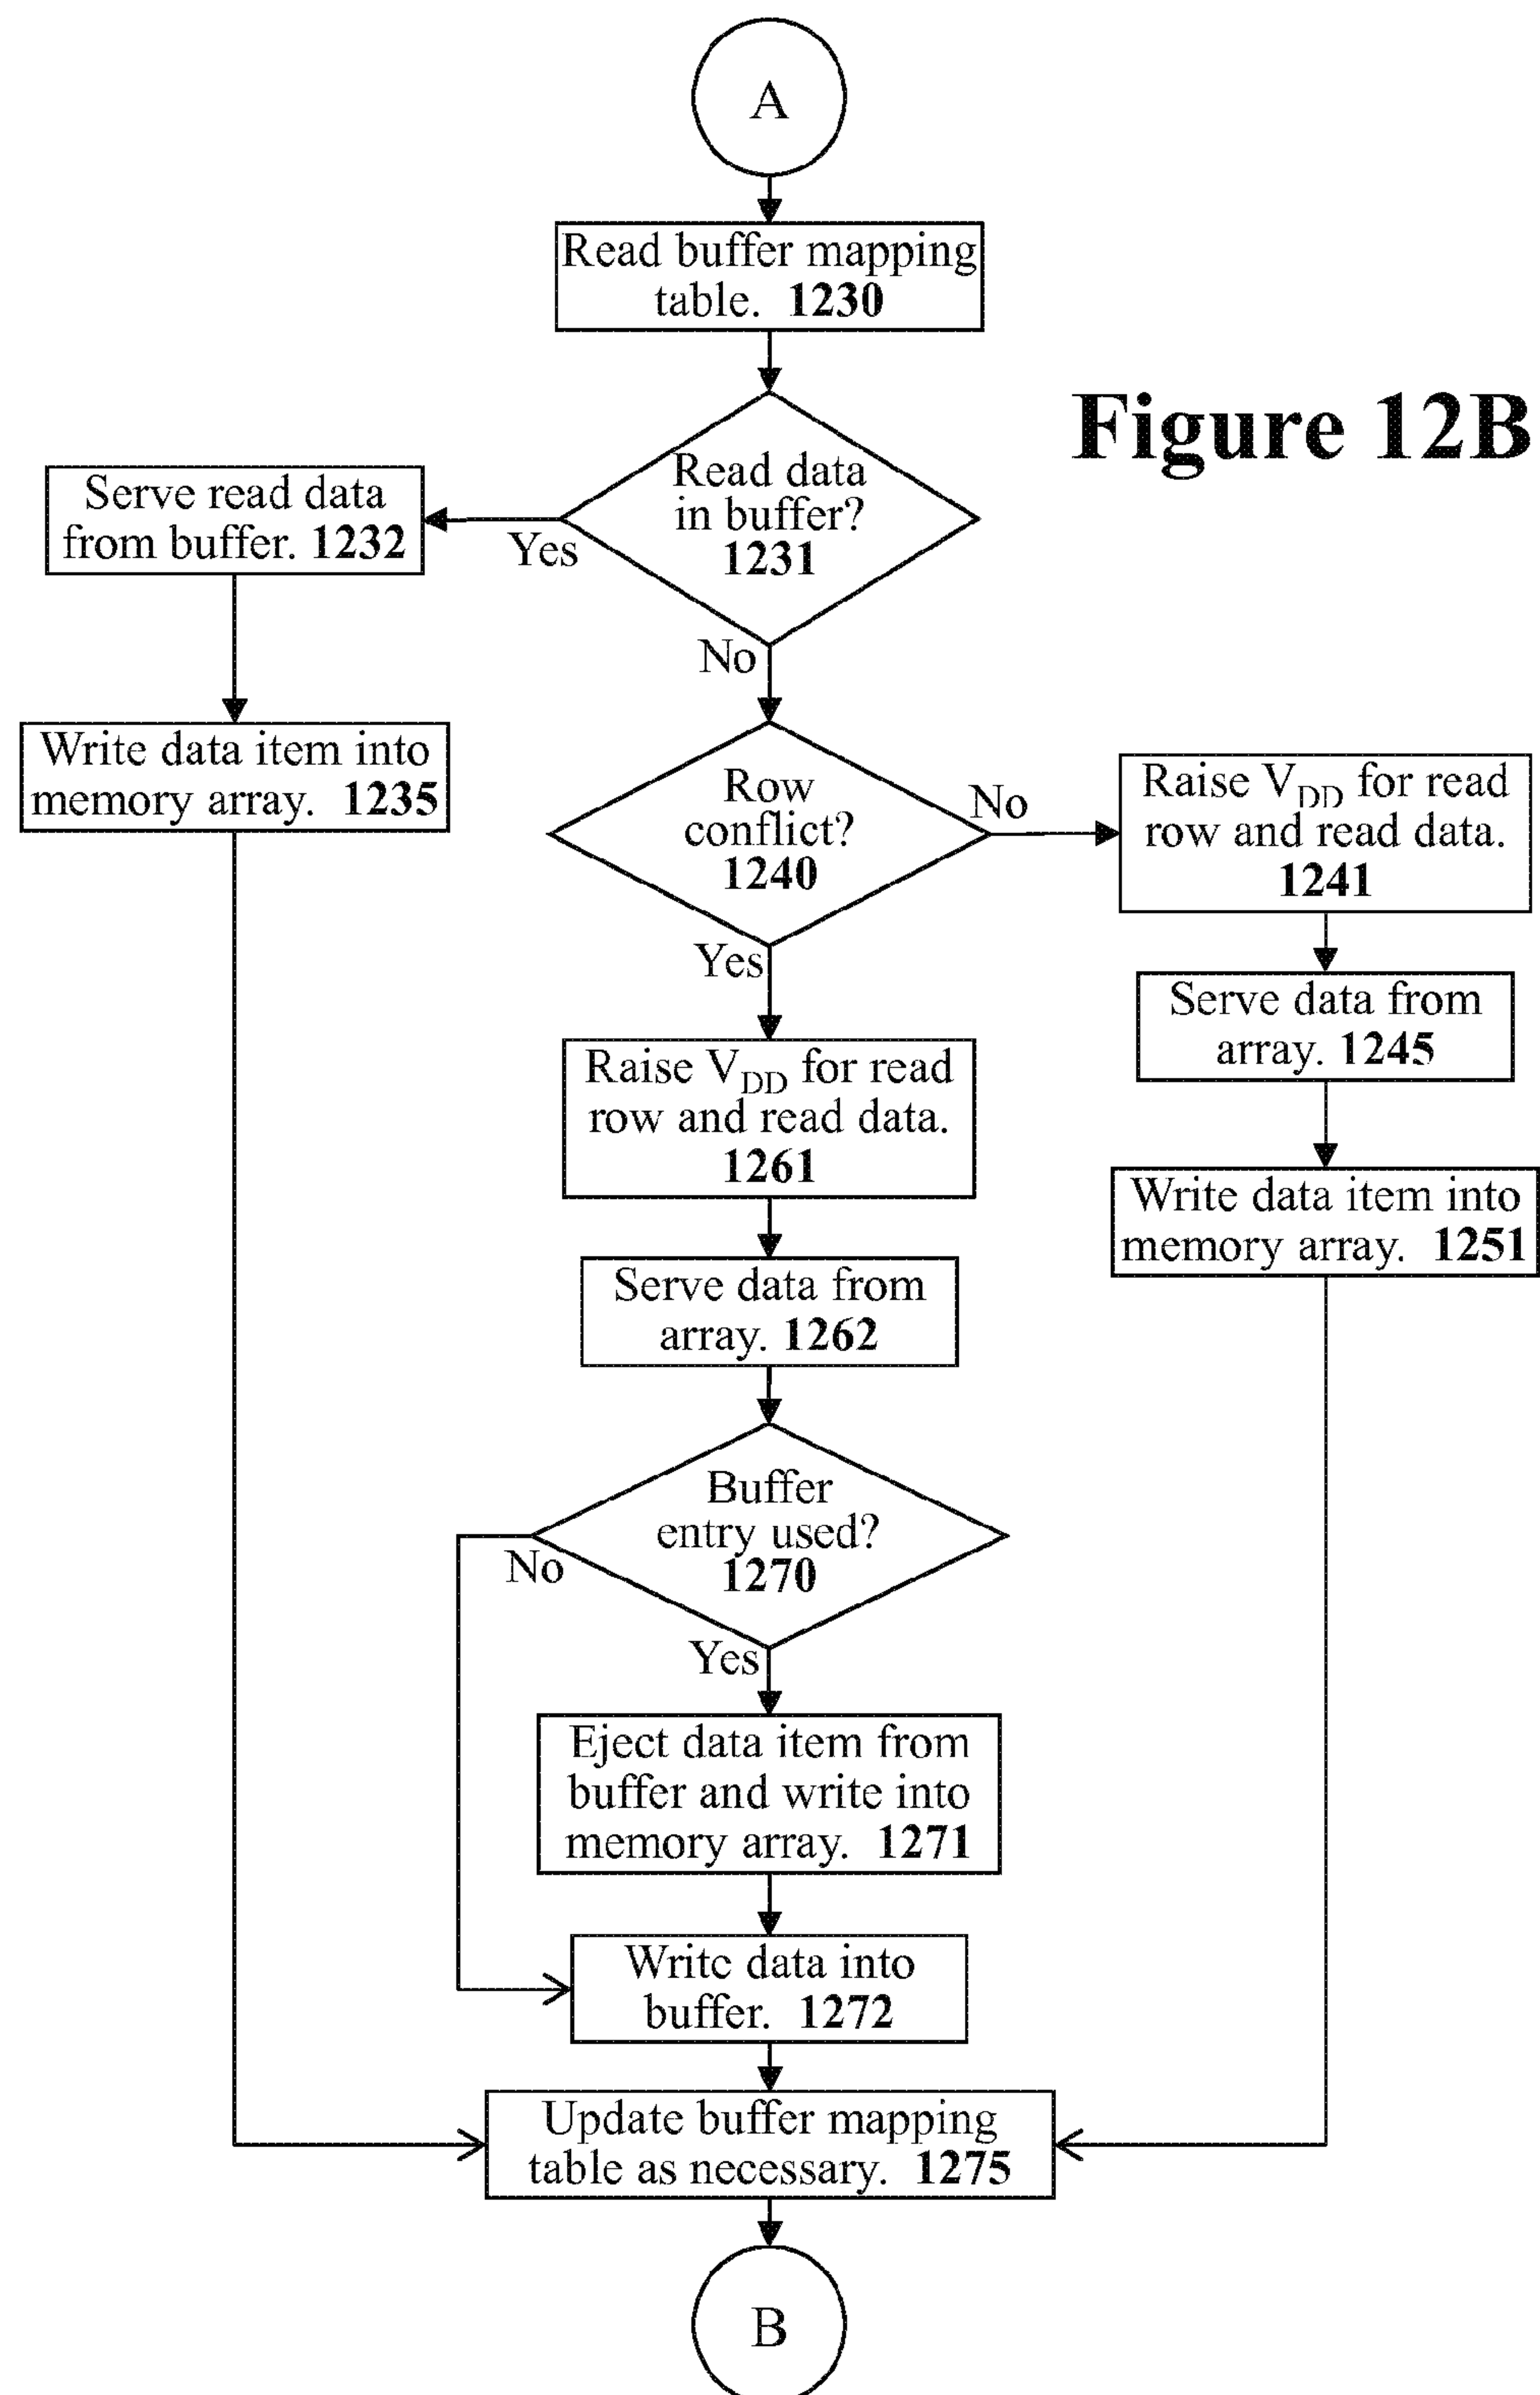 A
Read buffer mapping
table. 1230
Figure 12B
Read data
in buffer?
1231
Yes
No
Serve read data
from buffer. 1232
Write data item into
memory array. 1235
Row
conflict?
1240
No
Yes
Raise VDD for read
row and read data.
1241
Serve data from
array. 1245
Write data item into
memory array. 1251
Raise VDD for read
row and read data.
1261
Serve data from
array. 1262
Buffer
entry used?
1270
No
Yes
Eject data item from
buffer and write into
memory array. 1271
Write data into
buffer. 1272
Update buffer mapping
table as necessary. 1275
B